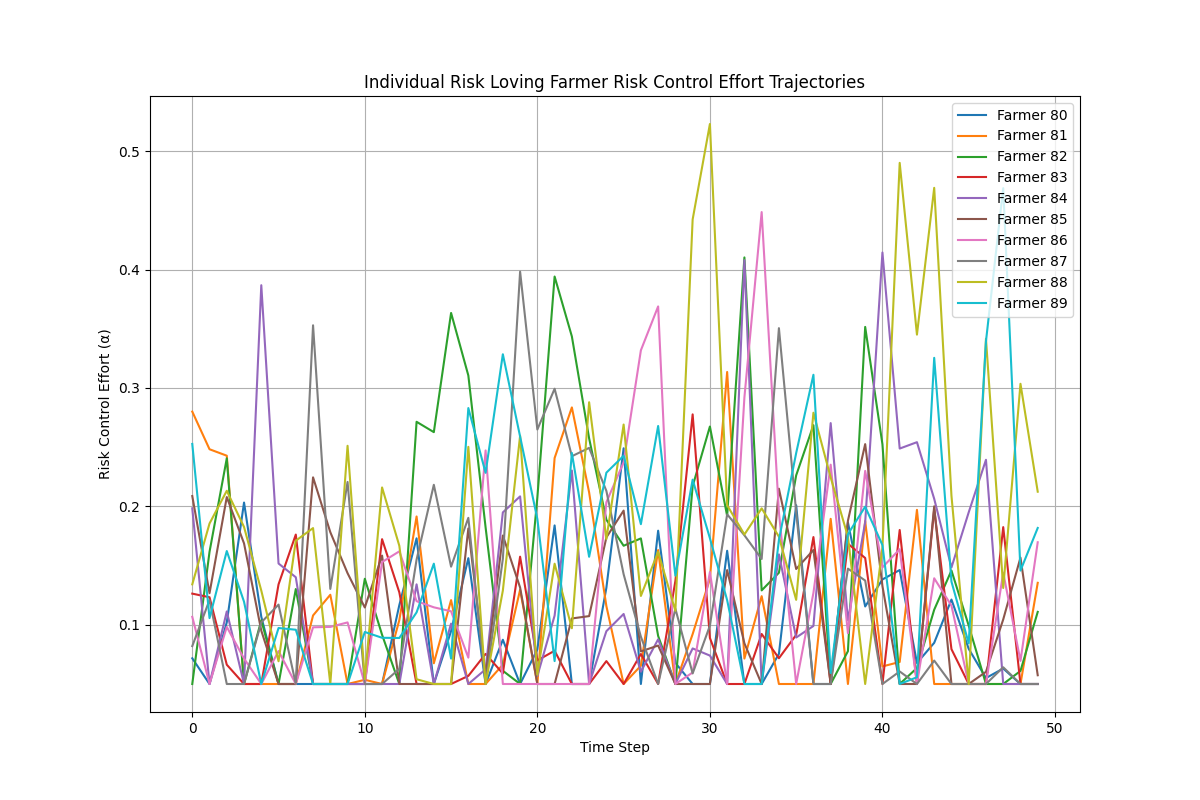 Individual Risk Loving Farmer Risk Control Effort Trajectories
Farmer 80
Farmer 81
Farmer 82
Farmer 83
Farmer 84
Farmer 85
Farmer 86
Farmer 87
Farmer 88
Farmer 89
Risk Control Effort (α)
0.5
0.4
0.3
0.2
0.1
0
10
20
30
40
50
Time Step